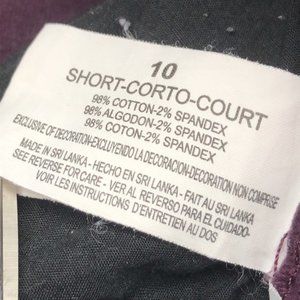 10
SHORT-CORTO-COURT
98% COTTON-2% SPANDEX
98% ALGODON-2% SPANDEX
98% COTON-2% SPANDEX
EXCLUSIVE OF DECORATION-EXCLUYENDO LA DECORACION-DECORATION NON COMPRISE
MADE IN SRI LANKA - HECHO EN SRI LANKA - FAIT AU SRI LANKA
SEE REVERSE FOR CARE - VER AL REVERSO PARA EL CUIDADO-
VOIR LES INSTRUCTIONS D'ENTRETIEN AU DOS